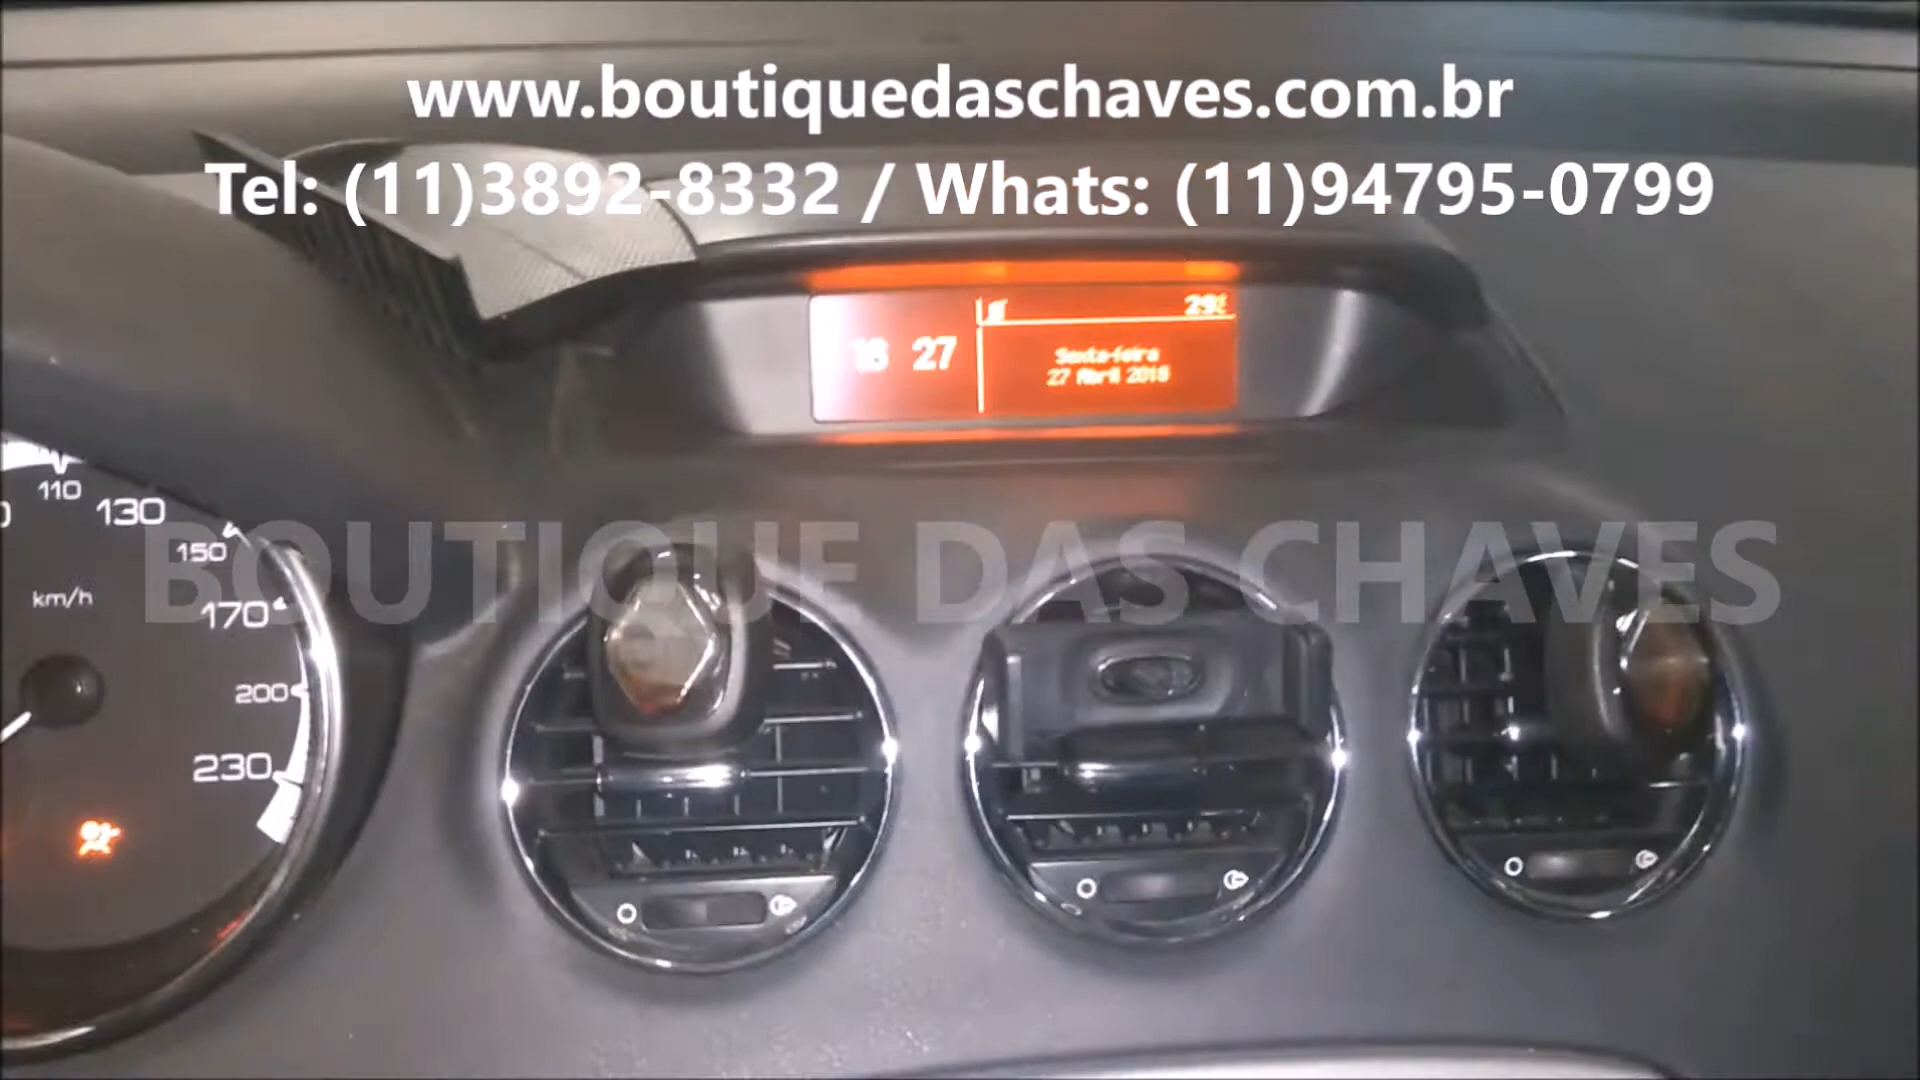 www.boutiquedaschaves.com.br
Tel: (11)3892-8332 / Whats: (11)94795-0799
16 27
Sexta-feira
27 Abril 2018
110
130
BOUTIQUE DAS CHAVES
150
km/h
170
200
230